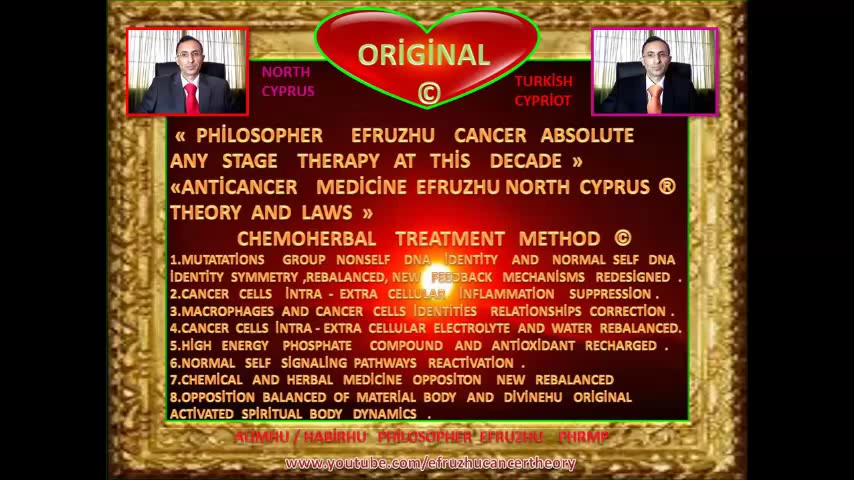 ORİGİNAL
©
NORTH
CYPRUS
TURKİSH
CYPRİOT
« PHİLOSOPHER EFRUZHU CANCER ABSOLUTE
ANY STAGE THERAPY AT THİS DECADE »
«ANTİCANCER MEDİCİNE EFRUZHU NORTH CYPRUS ®
THEORY AND LAWS »
CHEMOHERBAL TREATMENT METHOD ©
1.MUTATATİONS GROUP NONSELF DNA İDENTİTY AND NORMAL SELF DNA
İDENTİTY SYMMETRY ,REBALANCED, NEW FEEDBACK MECHANİSMS REDESİGNED .
2.CANCER CELLS İNTRA - EXTRA CELLULAR İNFLAMMATİON SUPPRESSİON .
3.MACROPHAGES AND CANCER CELLS İDENTİTİES RELATİONSHİPS CORRECTİON .
4.CANCER CELLS İNTRA - EXTRA CELLULAR ELECTROLYTE AND WATER REBALANCED.
5.HİGH ENERGY PHOSPHATE COMPOUND AND ANTİOXİDANT RECHARGED .
6.NORMAL SELF SİGNALİNG PATHWAYS REACTİVATİON .
7.CHEMİCAL AND HERBAL MEDİCİNE OPPOSİTON NEW REBALANCED
8.OPPOSİTİON BALANCED OF MATERİAL BODY AND DİVİNEHU ORİGİNAL
ACTİVATED SPİRİTUAL BODY DYNAMİCS .
/ HABİRHU PHİLOSOPHER EFRUZHU PHRMP
www.youtube.com/efruzhucancertheory